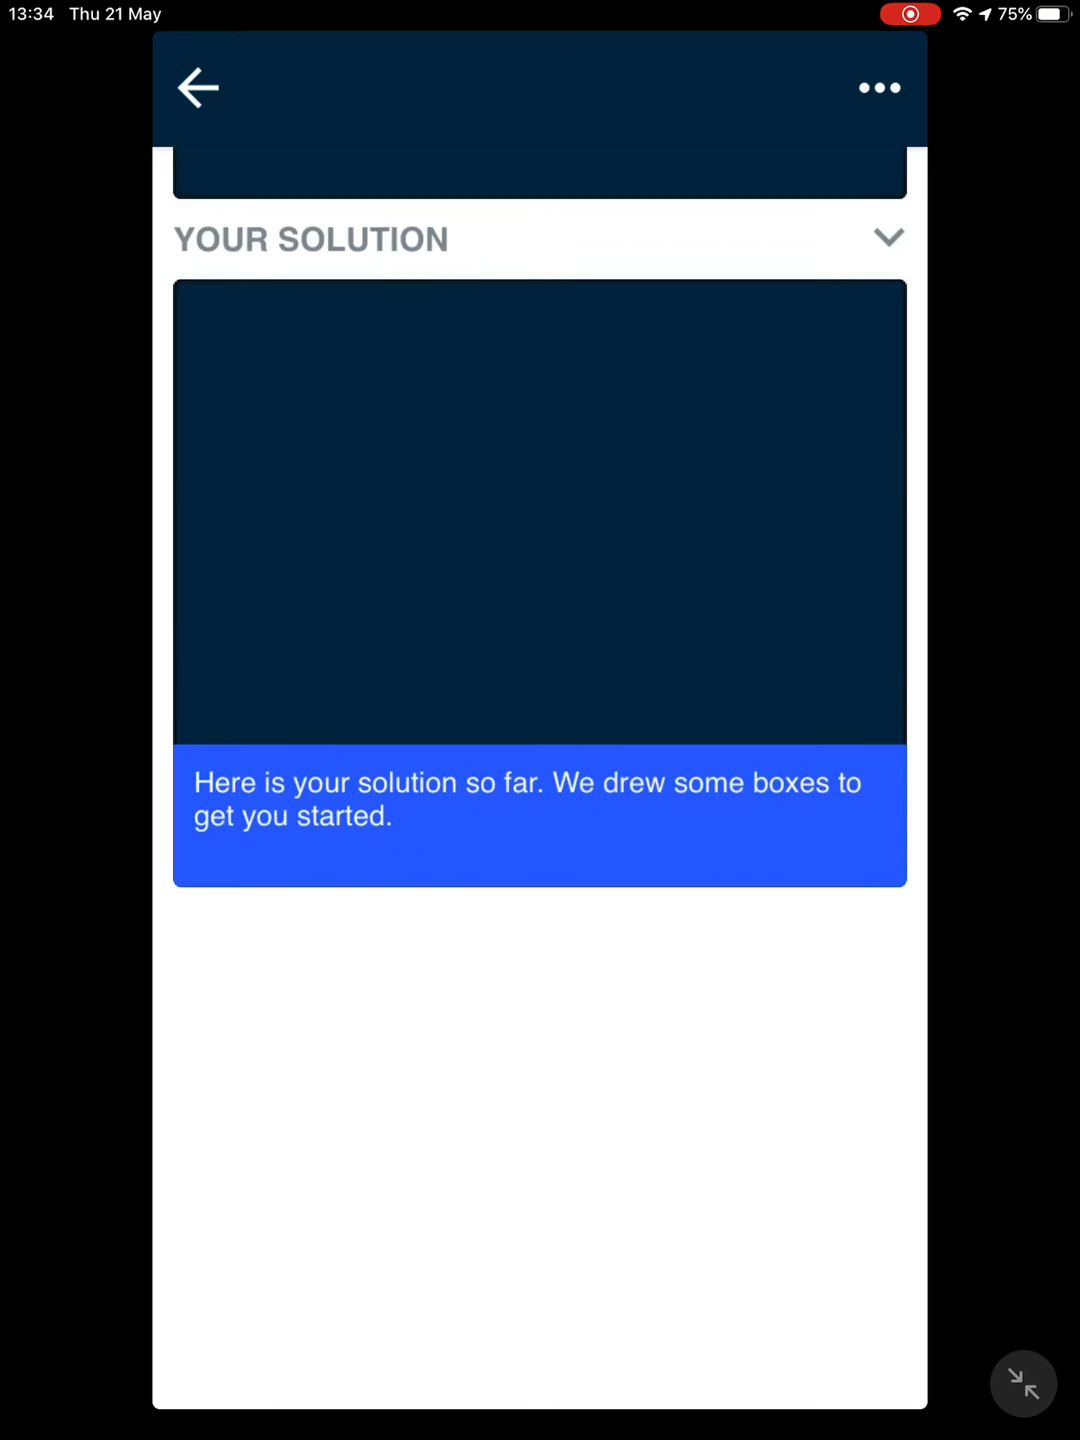 13:34 Thu 21 May 75%
YOUR SOLUTION
Here is your solution so far. We drew some boxes to
get you started.